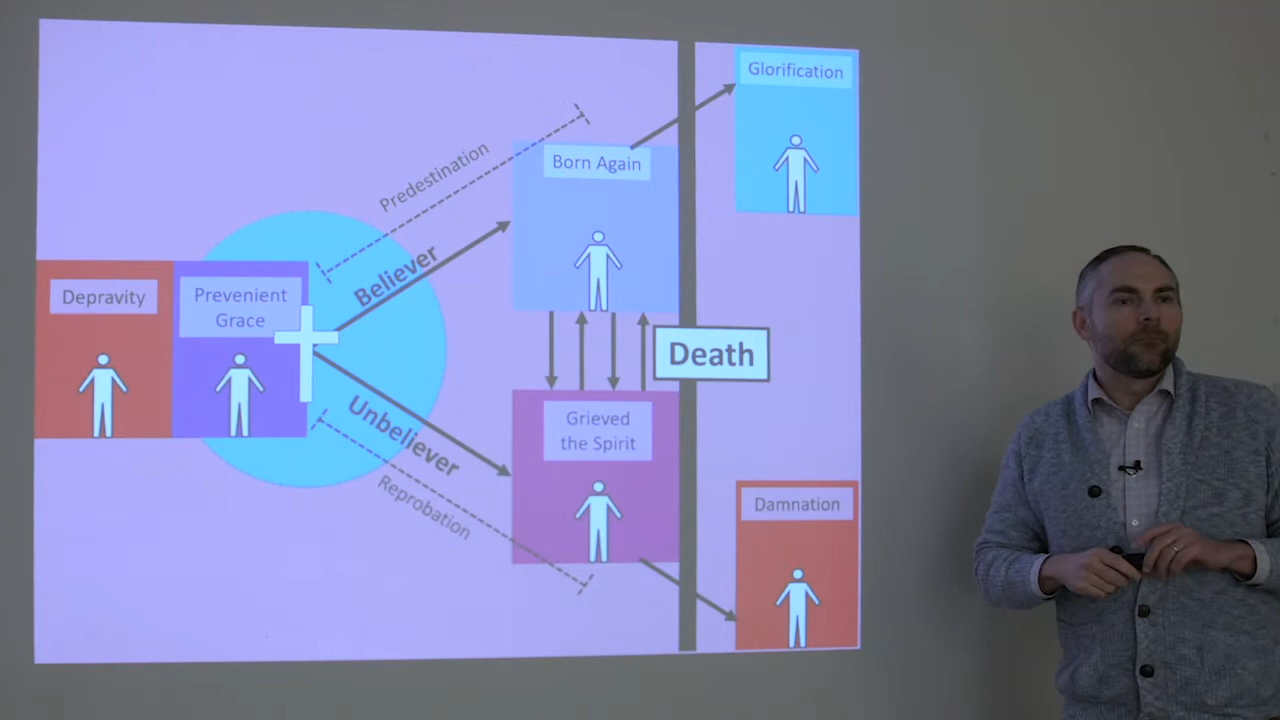 Glorification
Predestination
Born Again
Believer
Depravity
Prevenient
Grace
Death
Unbeliever
Grieved
the Spirit
Reprobation
Damnation